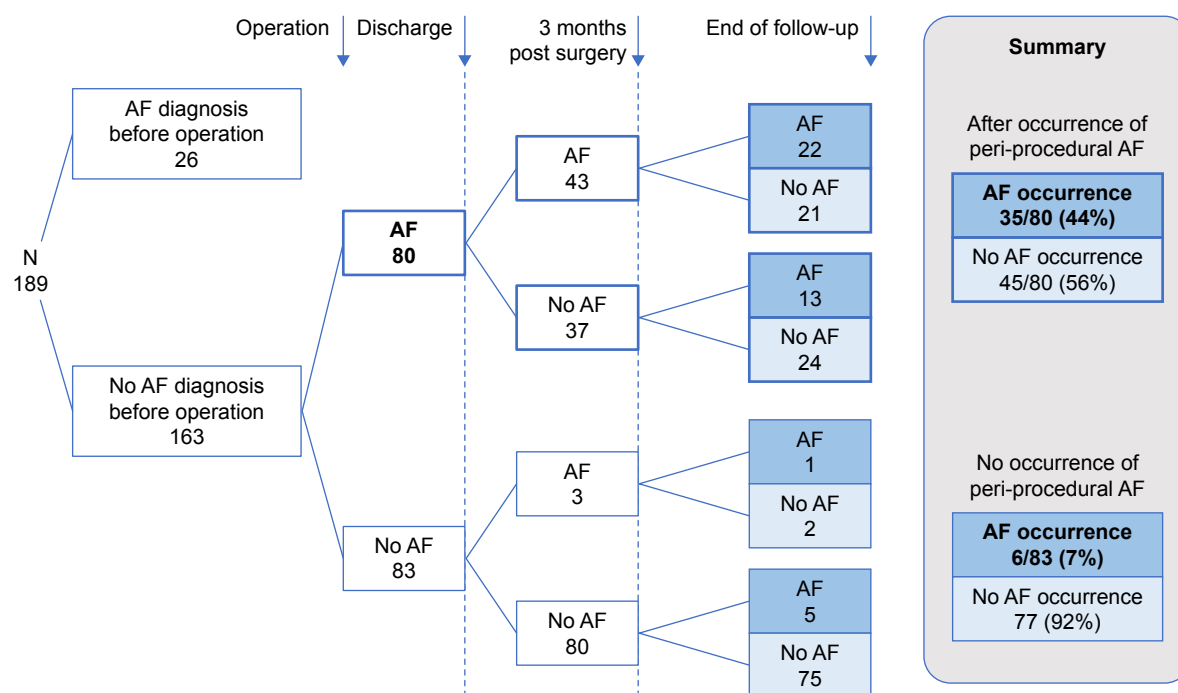 Operation
Discharge
3 months
post surgery
End of follow-up
N
189
AF diagnosis
before operation
26
No AF diagnosis
before operation
163
AF
80
No AF
83
AF
43
No AF
37
AF
3
No AF
80
AF
22
No AF
21
AF
13
No AF
24
AF
1
No AF
2
AF
5
No AF
75
Summary
After occurrence of
peri-procedural AF
AF occurrence
35/80 (44%)
No AF occurrence
45/80 (56%)
No occurrence of
peri-procedural AF
AF occurrence
6/83 (7%)
No AF occurrence
77 (92%)